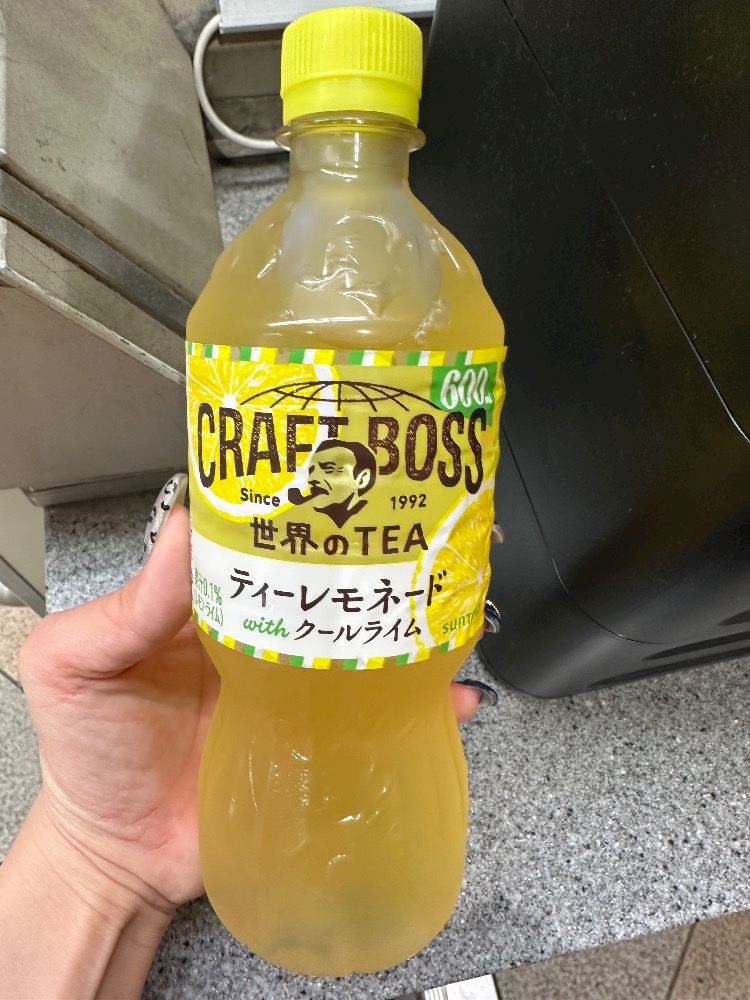 600
CRAFT BOSS
Since 1992
世界のTEA
ティーレモネード
with クールライム